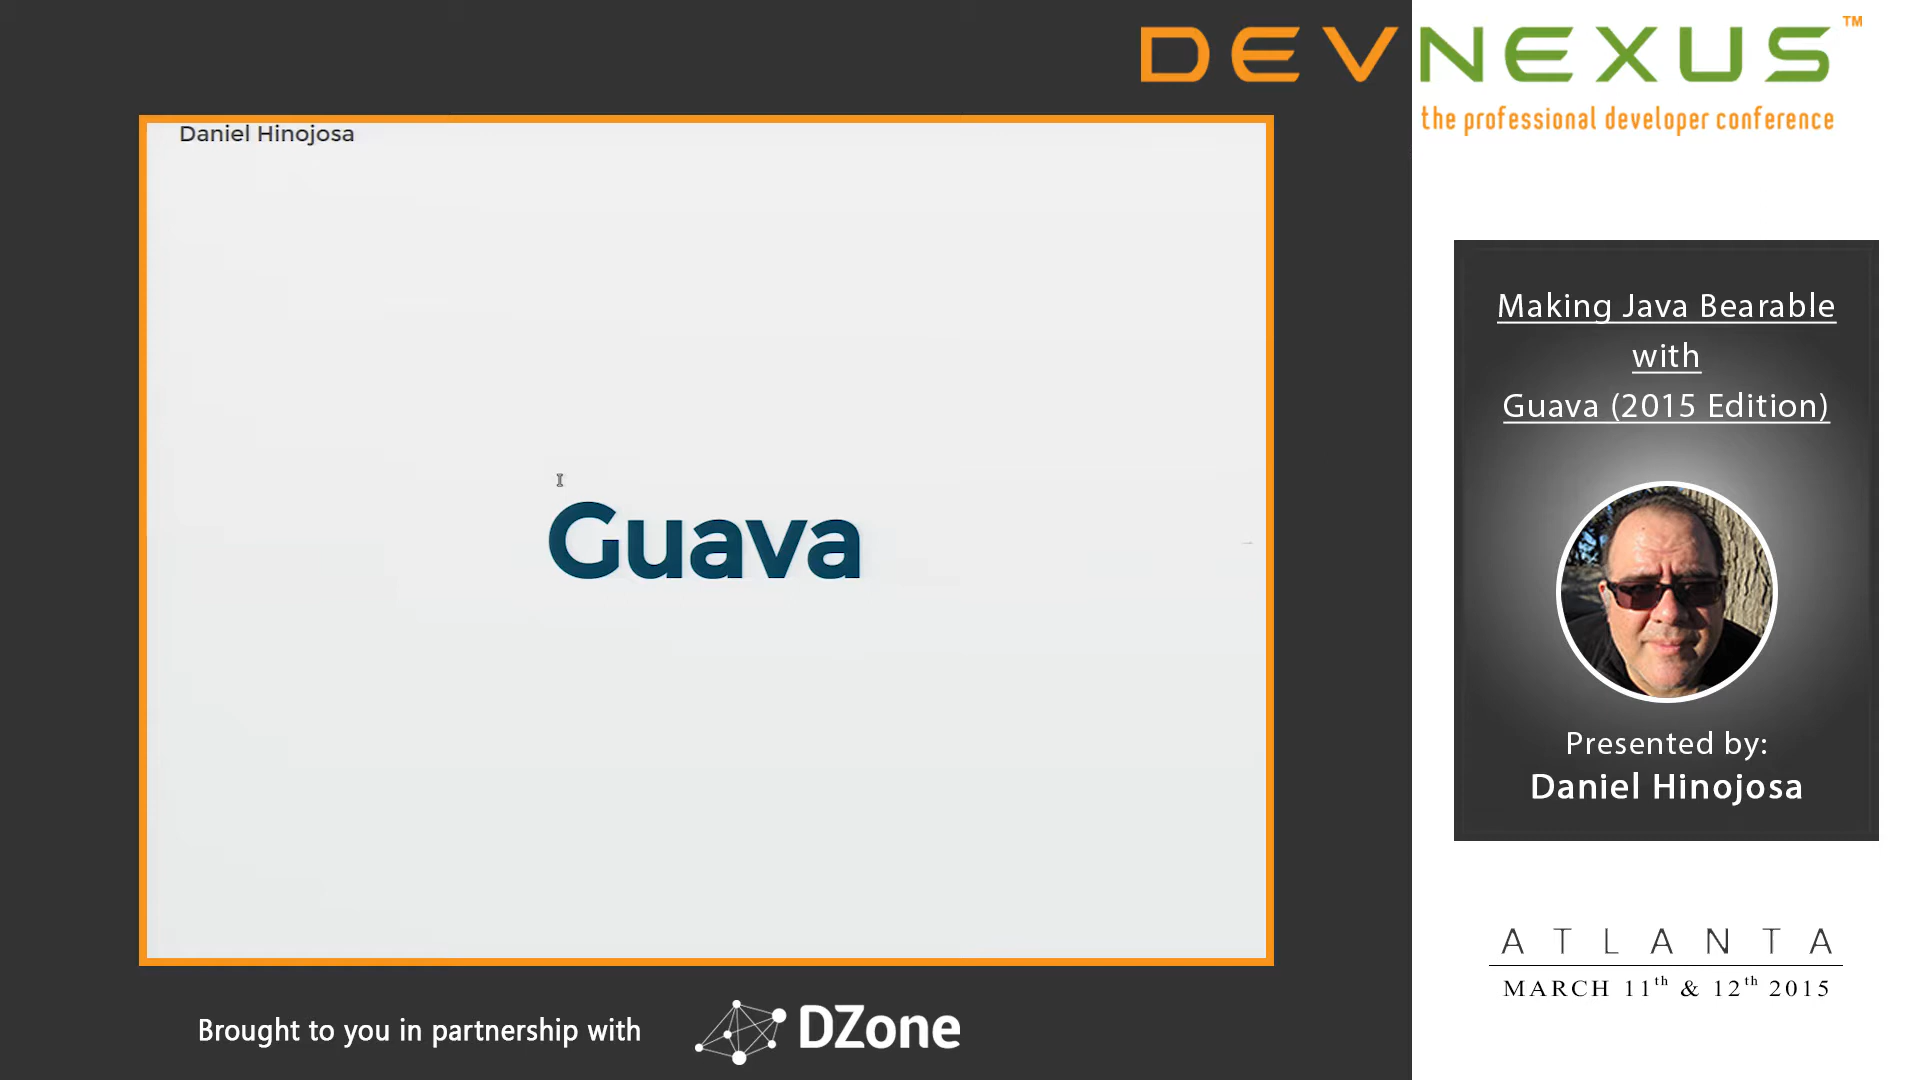 DEVNEXUS™
the professional developer conference
Daniel Hinojosa
Guava
Making Java Bearable
with
Guava (2015 Edition)
Presented by:
Daniel Hinojosa
ATLANTA
MARCH 11th & 12th 2015
Brought to you in partnership with
DZone